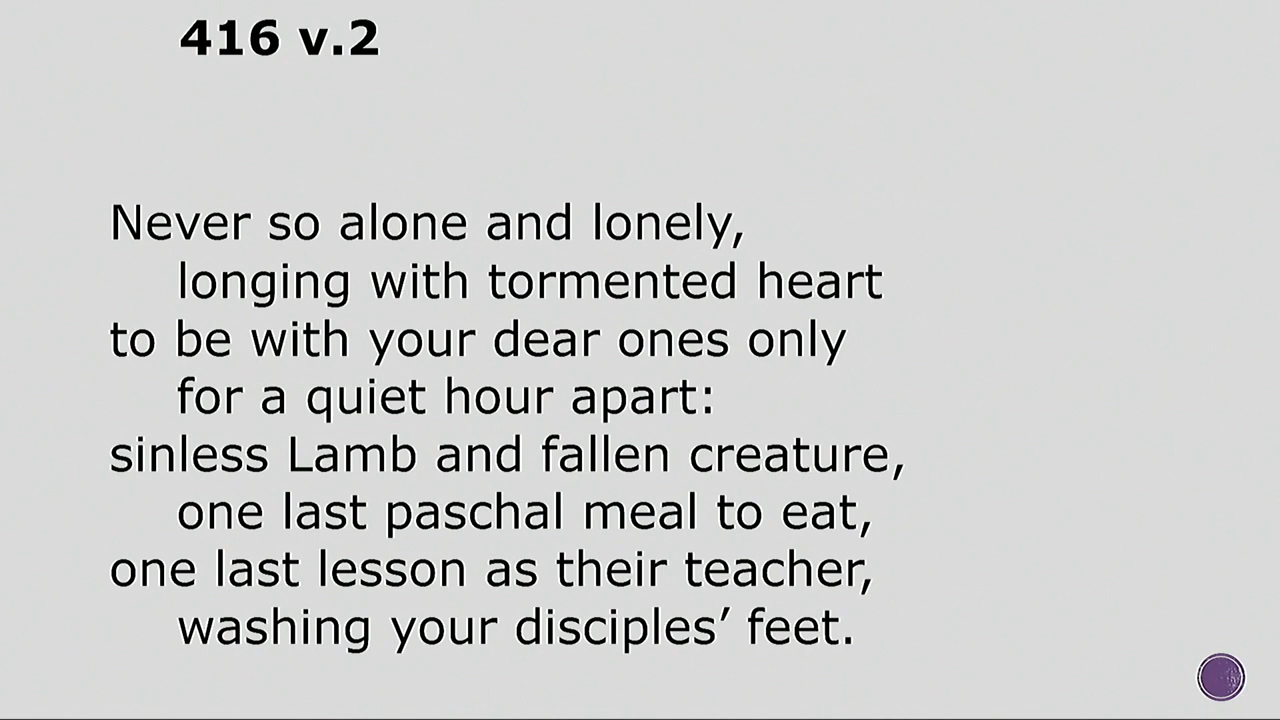 416 v.2
Never so alone and lonely,
longing with tormented heart
to be with your dear ones only
for a quiet hour apart:
sinless Lamb and fallen creature,
one last paschal meal to eat,
one last lesson as their teacher,
washing your disciples’ feet.